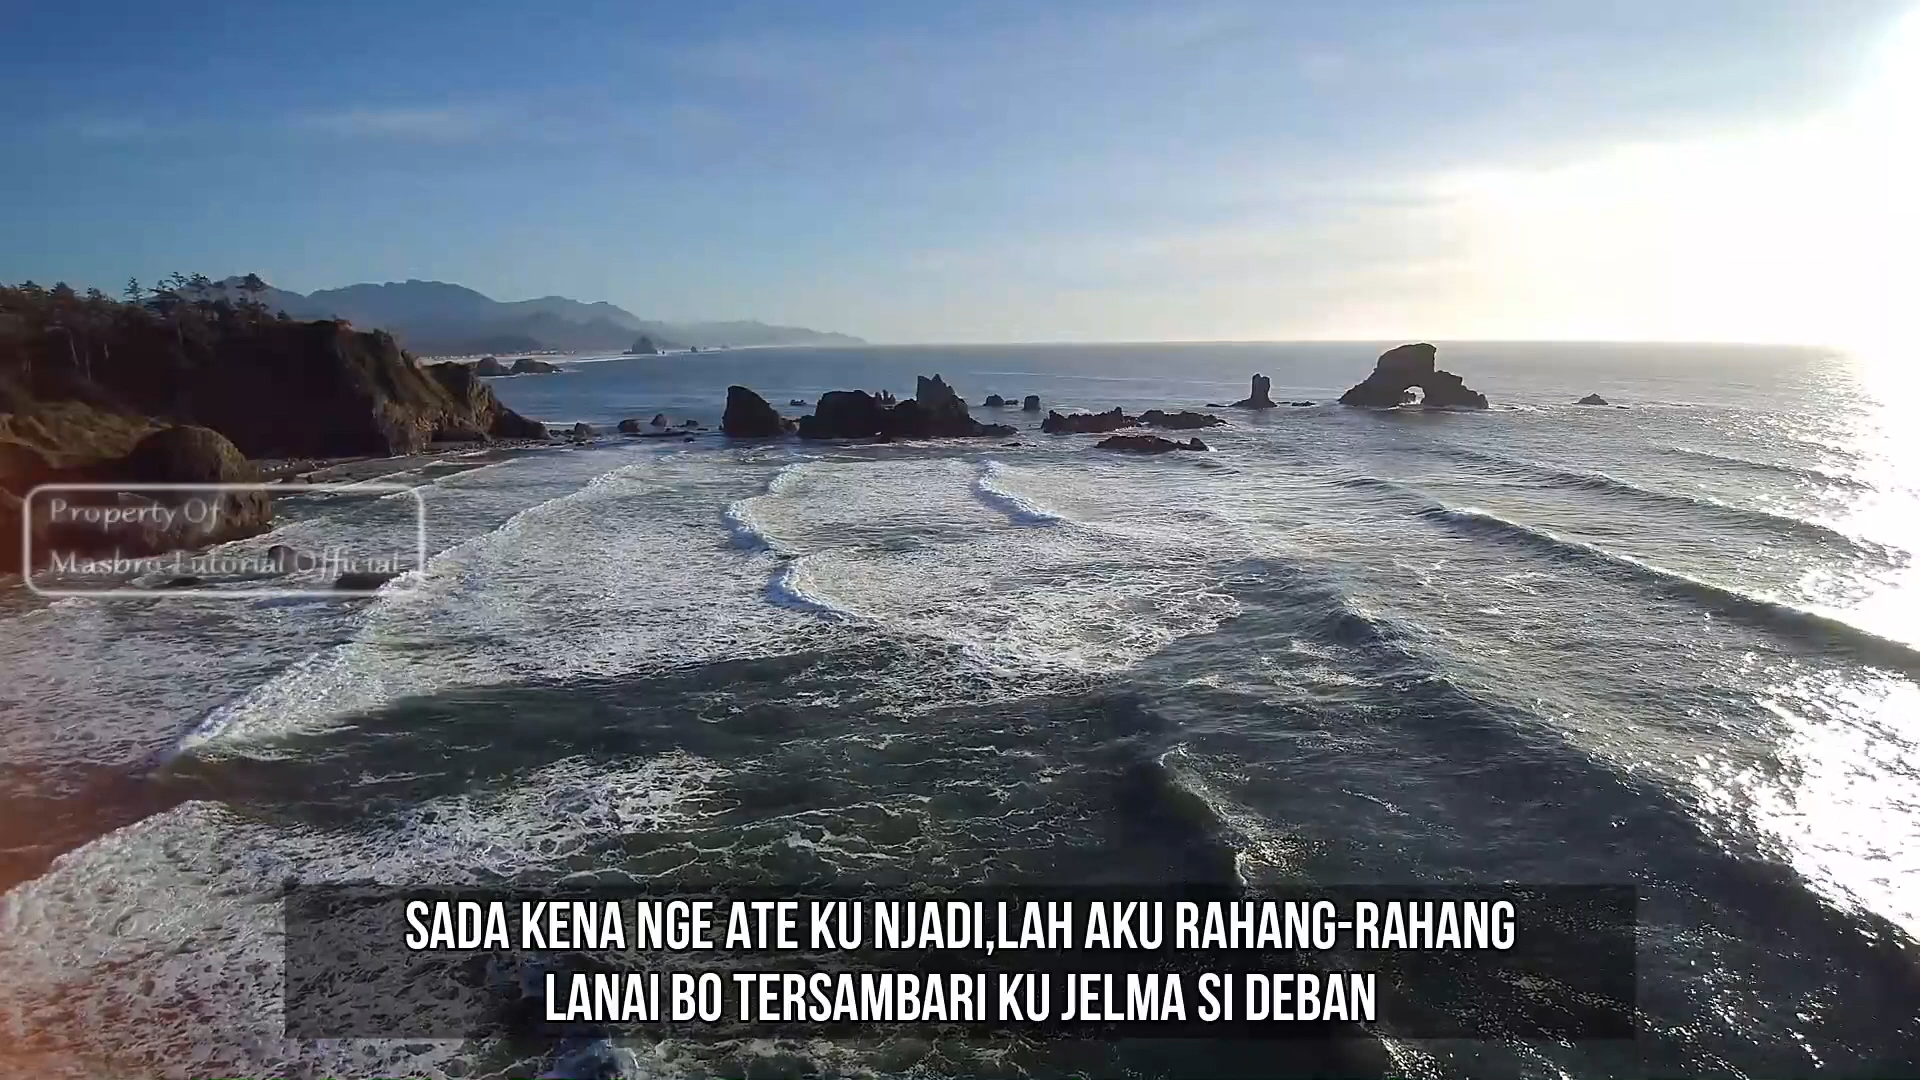 Property Of
Masbro Tutorial Official
SADA KENA NGE ATE KU NJADI,LAH AKU RAHANG-RAHANG
LANAI BO TERSAMBARI KU JELMA SI DEBAN